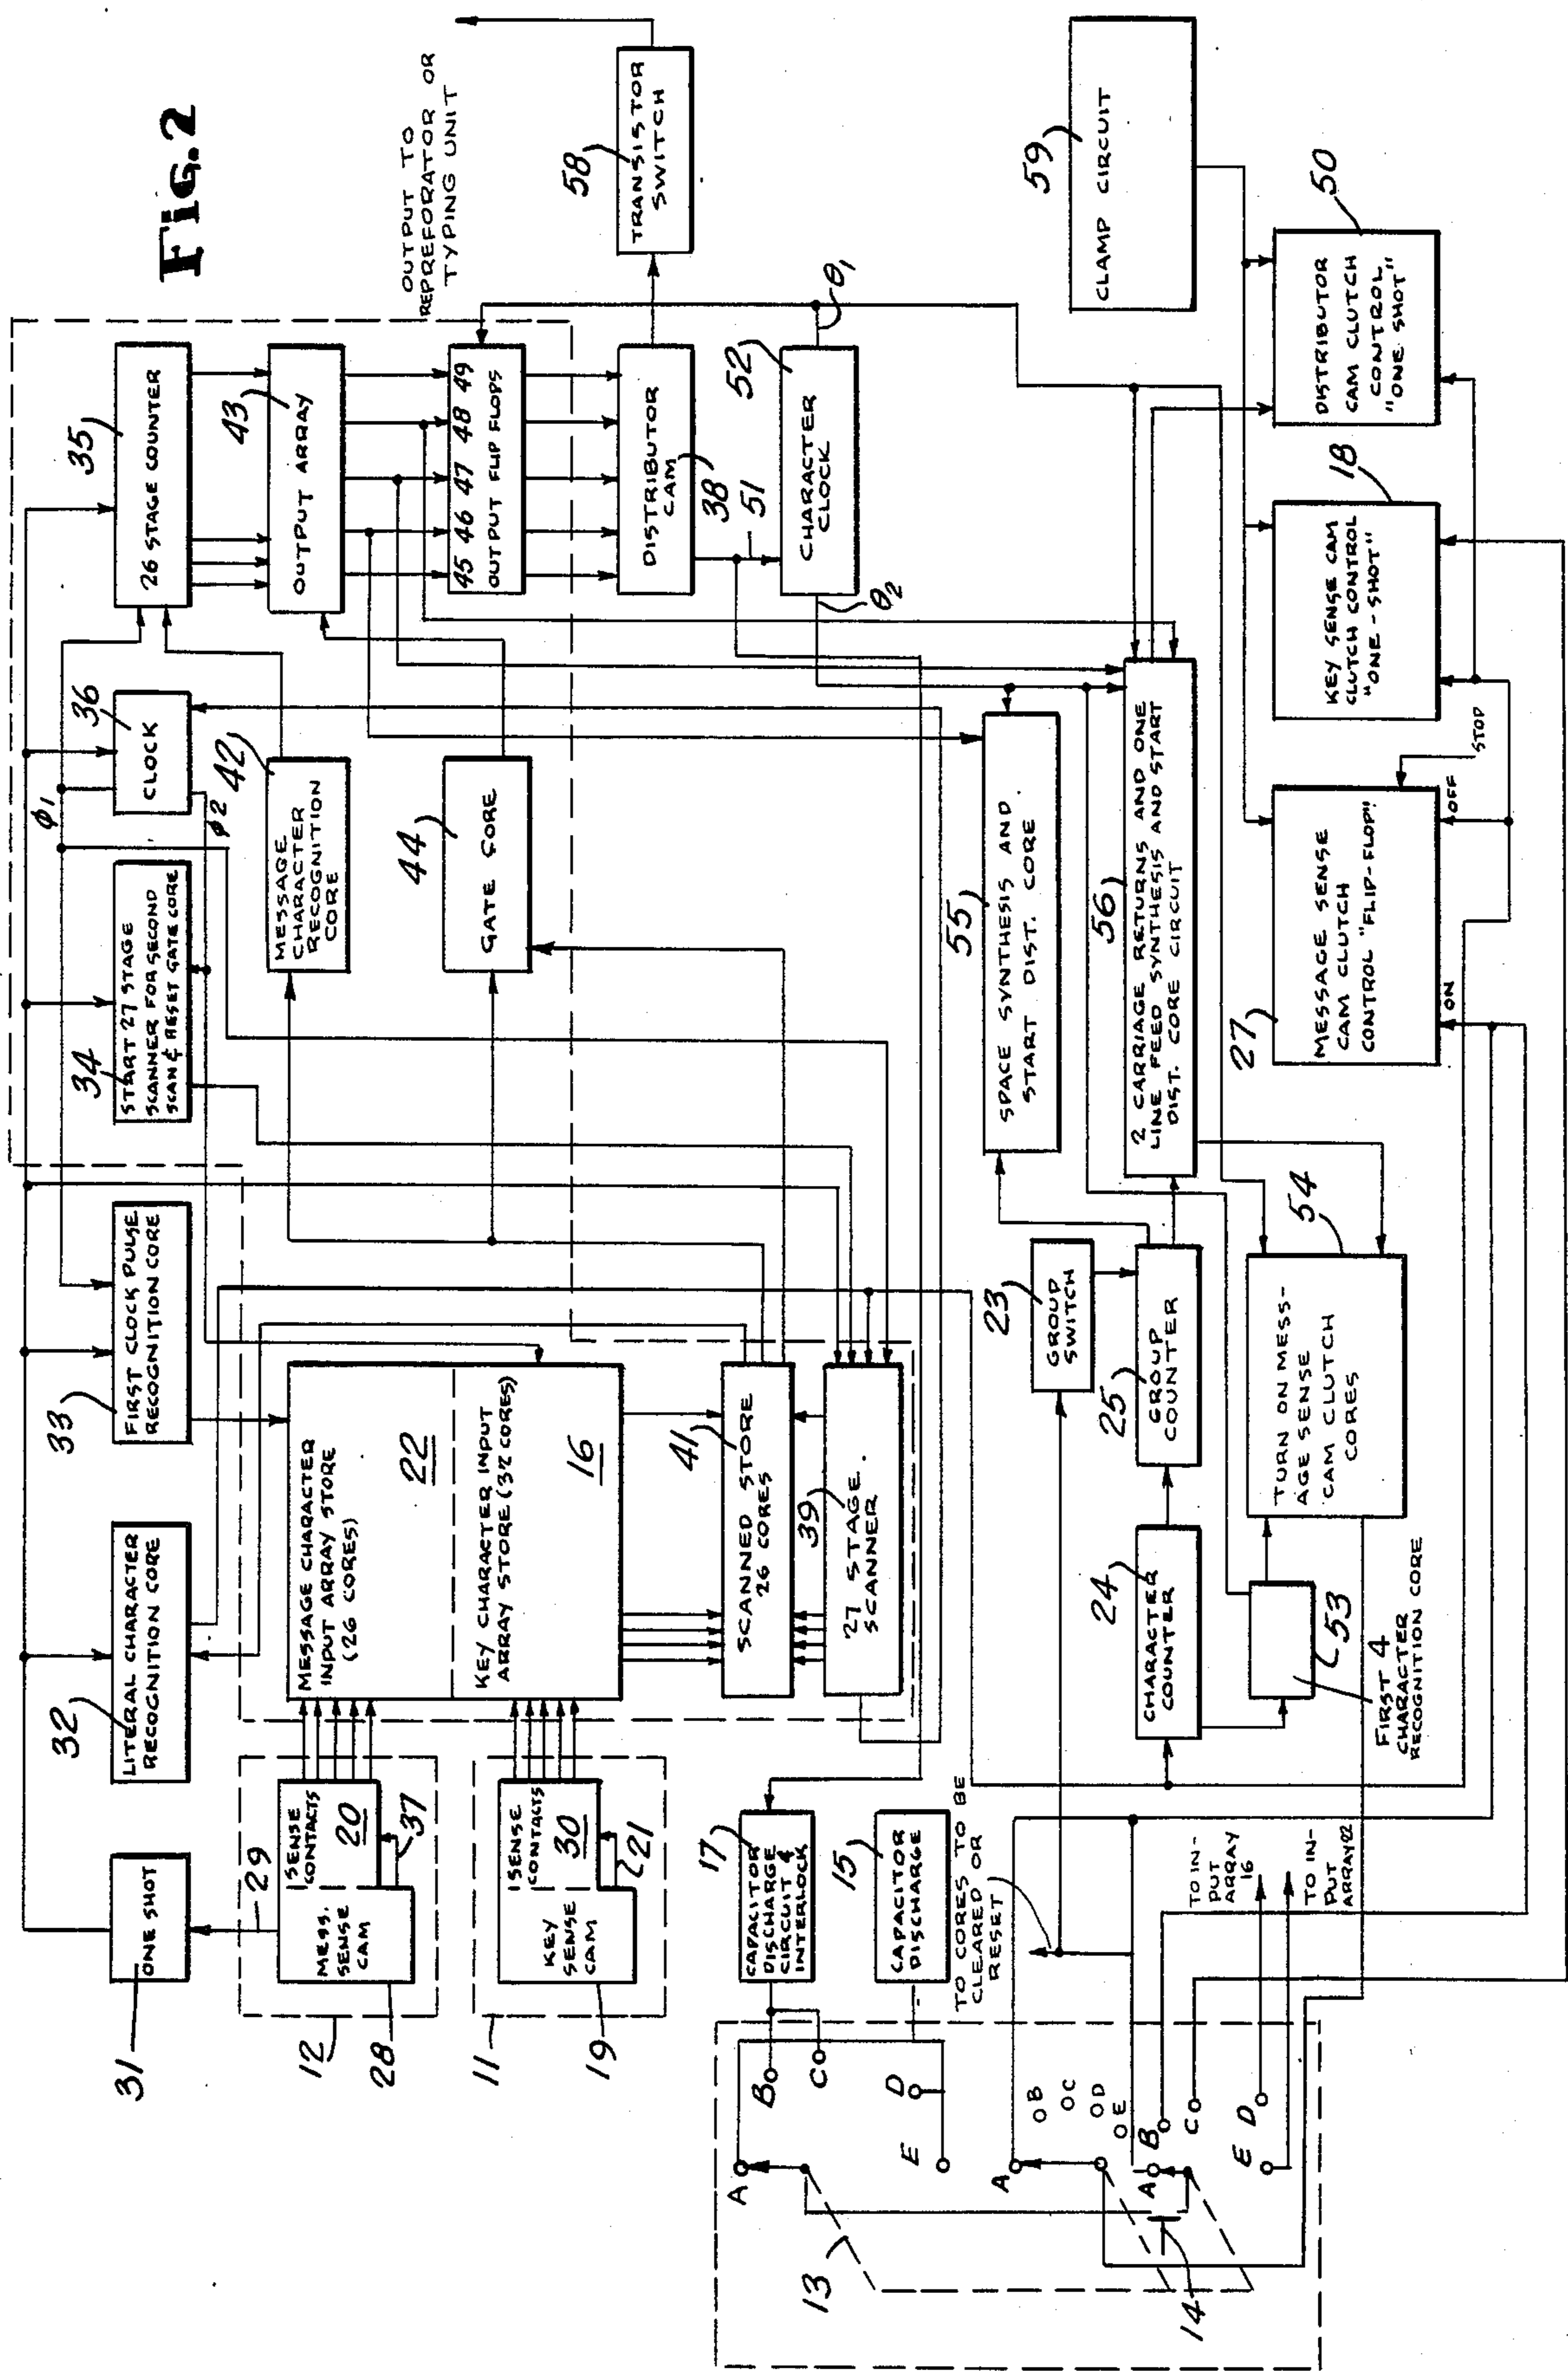 Fig.2
31
ONE SHOT
29
32
LITERAL CHARACTER
RECOGNITION CORE
33
FIRST CLOCK PULSE
RECOGNITION CORE
34
START 27 STAGE
SCANNER FOR SECOND
SCAN & RESET GATE CORE
ϕ1
36
CLOCK
ϕ2
35
26 STAGE COUNTER
12
28
MESS.
SENSE
CAM
SENSE
CONTACTS
20
37
MESSAGE CHARACTER
INPUT ARRAY STORE
(26 CORES)
22
KEY CHARACTER INPUT
ARRAY STORE (32 CORES)
16
42
MESSAGE
CHARACTER
RECOGNITION
CORE
43
OUTPUT ARRAY
44
GATE CORE
45 46 47 48 49
OUTPUT FLIP FLOPS
OUTPUT TO
REPREFORATOR OR
TYPING UNIT
11
19
KEY
SENSE
CAM
SENSE
CONTACTS
30
21
41
SCANNED STORE
26 CORES
39
27 STAGE
SCANNER
DISTRIBUTOR
CAM
38
58
TRANSISTOR
SWITCH
51
52
CHARACTER
CLOCK
θ1
θ2
17
CAPACITOR
DISCHARGE
CIRCUIT &
INTERLOCK
15
CAPACITOR
DISCHARGE
TO CORES TO BE
CLEARED OR
RESET
A
B
C
D
E
A
B
C
D
E
A
B
C
D
E
13
14
TO IN-
PUT
ARRAY
16
TO IN-
PUT
ARRAY 22
23
GROUP
SWITCH
24
CHARACTER
COUNTER
25
GROUP
COUNTER
53
FIRST 4
CHARACTER
RECOGNITION CORE
54
TURN ON MESS-
AGE SENSE
CAM CLUTCH
CORES
55
SPACE SYNTHESIS AND
START DIST. CORE
56
2 CARRIAGE RETURNS AND ONE
LINE FEED SYNTHESIS AND START
DIST. CORE CIRCUIT
59
CLAMP CIRCUIT
27
MESSAGE SENSE
CAM CLUTCH
CONTROL "FLIP-FLOP"
ON
OFF
STOP
18
KEY SENSE CAM
CLUTCH CONTROL
"ONE-SHOT"
50
DISTRIBUTOR
CAM CLUTCH
CONTROL
"ONE SHOT"